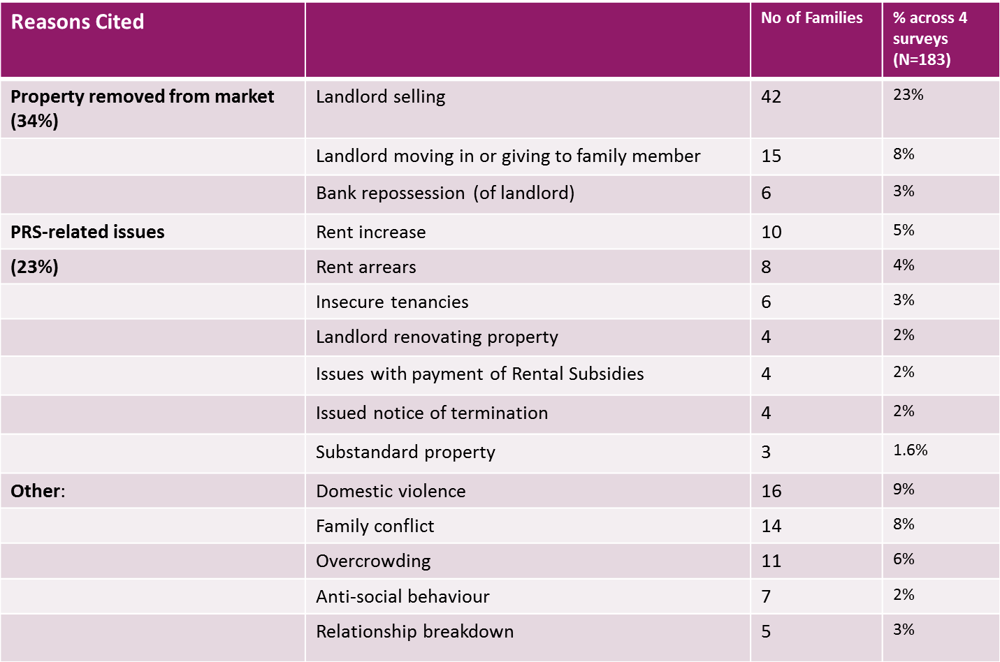 Reasons Cited No of Families % across 4
surveys
(N=183)
Property removed from market Landlord selling 42 23%
(34%)
Landlord moving in or giving to family member 15 8%
Bank repossession (of landlord) 6 3%
PRS-related issues Rent increase 10 5%
(23%) Rent arrears 8 4%
Insecure tenancies 6 3%
Landlord renovating property 4 2%
Issues with payment of Rental Subsidies 4 2%
Issued notice of termination 4 2%
Substandard property 3 1.6%
Other: Domestic violence 16 9%
Family conflict 14 8%
Overcrowding 11 6%
Anti-social behaviour 7 2%
Relationship breakdown 5 3%